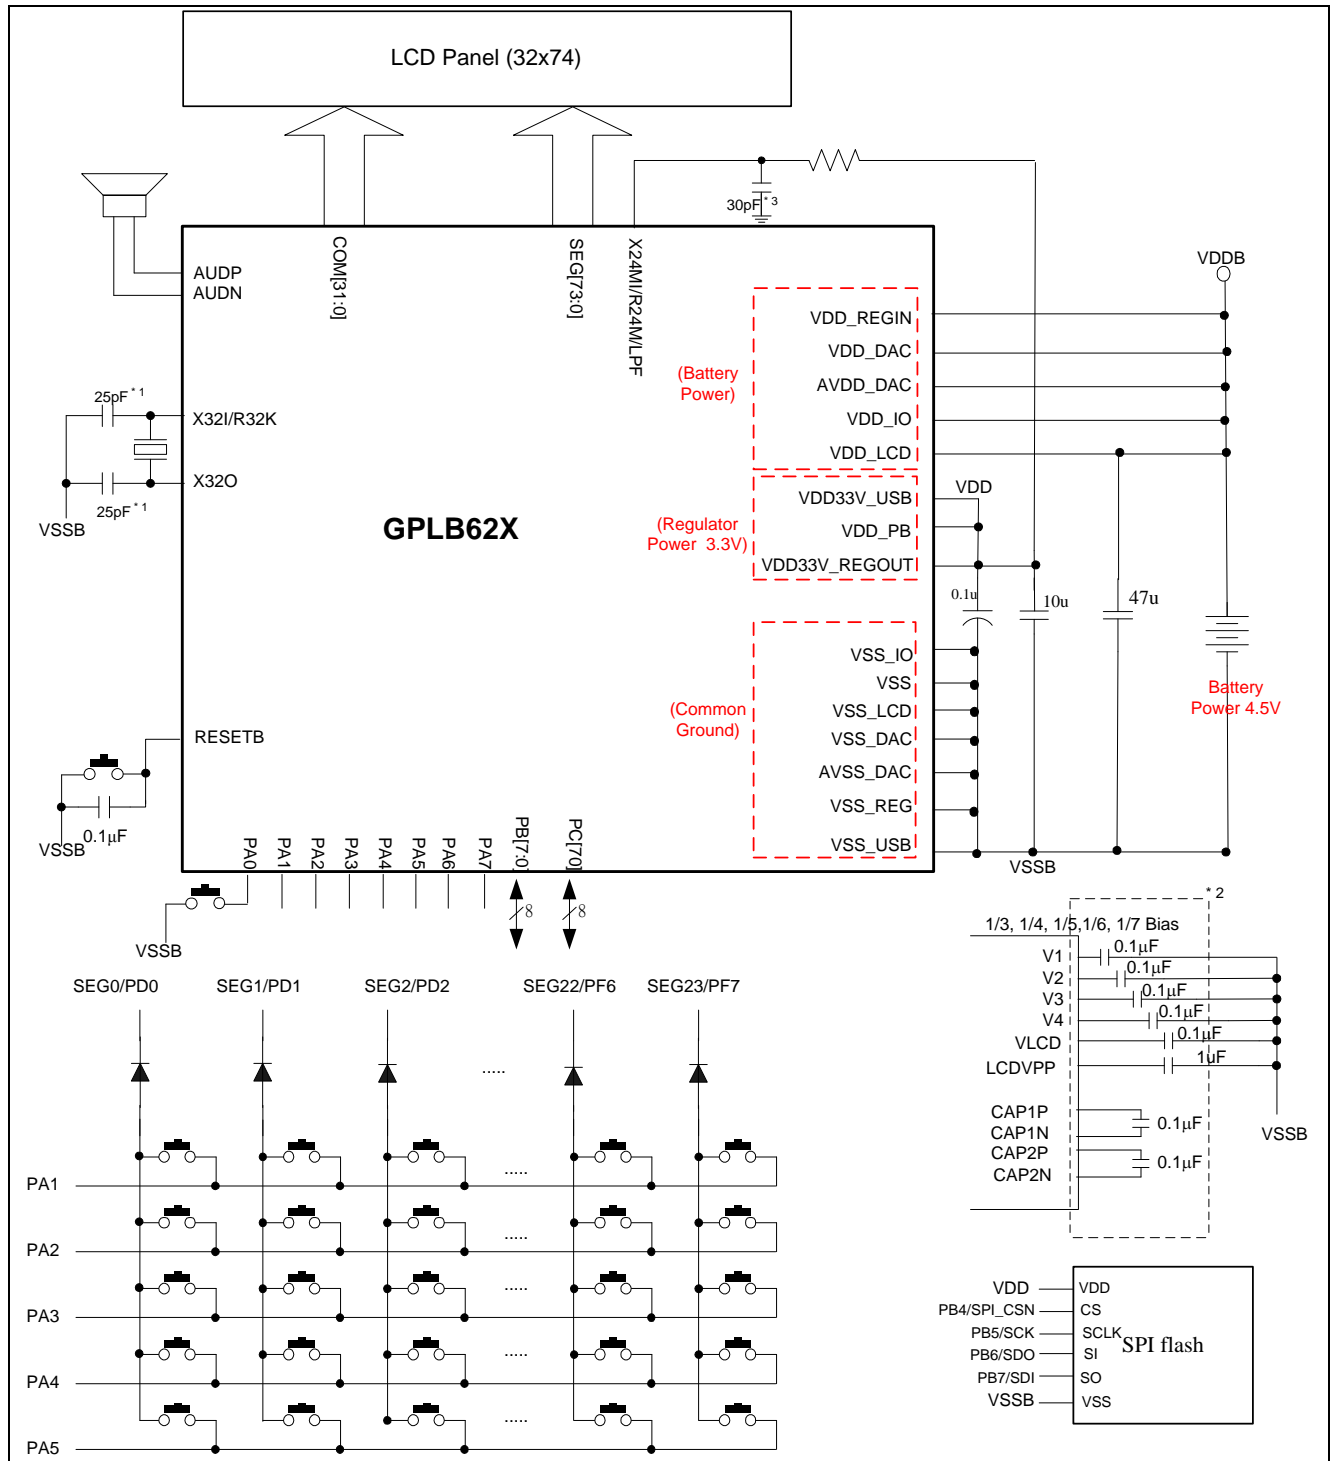 LCD Panel (32x74)
30pF * 3
COM[31:0]
SEG[73:0]
X24MI/R24M/LPF
AUDP
AUDN
VDDB
VDD_REGIN
VDD_DAC
AVDD_DAC
VDD_IO
VDD_LCD
(Battery
Power)
25pF * 1
X32I/R32K
X32O
25pF * 1
VSSB
GPLB62X
VDD
VDD33V_USB
VDD_PB
VDD33V_REGOUT
(Regulator
Power 3.3V)
0.1u
10u
47u
VSS_IO
VSS
VSS_LCD
VSS_DAC
AVSS_DAC
VSS_REG
VSS_USB
(Common
Ground)
Battery
Power 4.5V
RESETB
0.1µF
VSSB
PA0
PA1
PA2
PA3
PA4
PA5
PA6
PA7
PB[7:0]
PC[70]
8
8
VSSB
VSSB
* 2
1/3, 1/4, 1/5,1/6, 1/7 Bias
V1
0.1µF
V2
0.1µF
V3
0.1µF
V4
0.1µF
VLCD
0.1µF
LCDVPP
1uF
CAP1P
CAP1N
0.1µF
CAP2P
CAP2N
0.1µF
VSSB
SEG0/PD0
SEG1/PD1
SEG2/PD2
SEG22/PF6
SEG23/PF7
.....
PA1
.....
PA2
.....
PA3
.....
PA4
.....
PA5
.....
VDD
VDD
PB4/SPI_CSN
CS
PB5/SCK
SCLK
PB6/SDO
SI
PB7/SDI
SO
VSSB
VSS
SPI flash